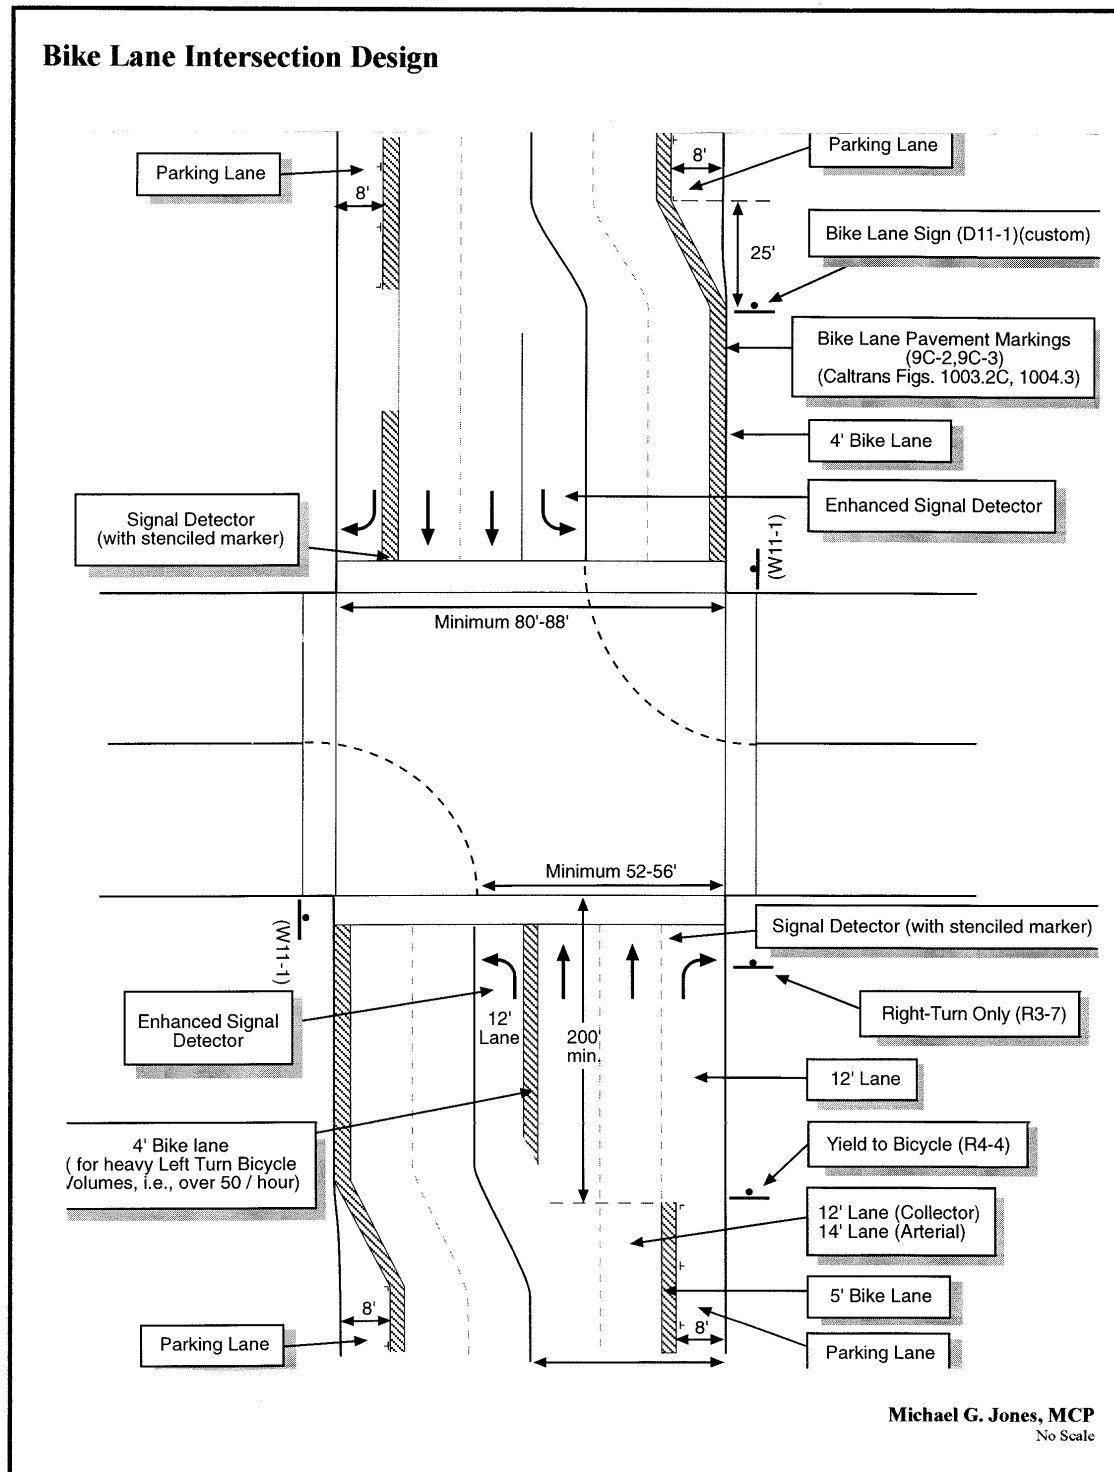 Bike Lane Intersection Design
Parking Lane
8'
8'
Parking Lane
Bike Lane Sign (D11-1)(custom)
25'
Bike Lane Pavement Markings
(9C-2,9C-3)
(Caltrans Figs. 1003.2C, 1004.3)
4' Bike Lane
Enhanced Signal Detector
Signal Detector
(with stenciled marker)
(W11-1)
Minimum 80'-88'
Minimum 52-56'
(W11-1)
Signal Detector (with stenciled marker)
Right-Turn Only (R3-7)
Enhanced Signal
Detector
12'
Lane
200'
min.
12' Lane
4' Bike lane
( for heavy Left Turn Bicycle
Volumes, i.e., over 50 / hour)
Yield to Bicycle (R4-4)
12' Lane (Collector)
14' Lane (Arterial)
5' Bike Lane
8'
Parking Lane
8'
Parking Lane
Michael G. Jones, MCP
No Scale